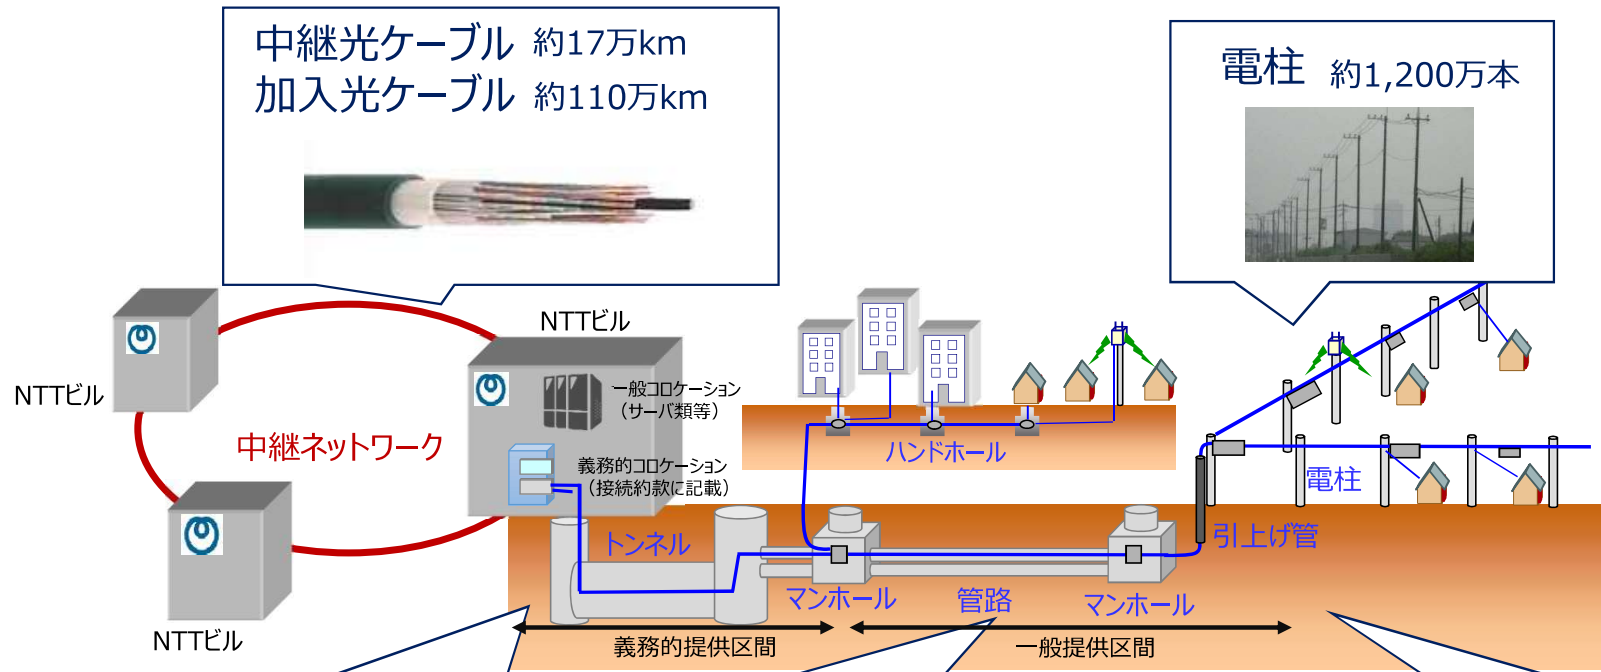 中継光ケーブル 約17万km
加入光ケーブル 約110万km
電柱 約1,200万本
NTTビル
NTTビル
一般コロケーション
（サーバ類等）
中継ネットワーク
義務的コロケーション
（接続約款に記載）
ハンドホール
電柱
トンネル
引上げ管
マンホール
管路
マンホール
NTTビル
義務的提供区間
一般提供区間